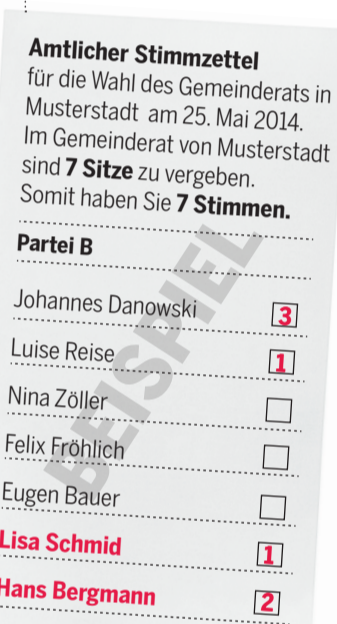 Amtlicher Stimmzettel
für die Wahl des Gemeinderats in
Musterstadt am 25. Mai 2014.
Im Gemeinderat von Musterstadt
sind 7 Sitze zu vergeben.
Somit haben Sie 7 Stimmen.
Partei B
BEISPIEL
Johannes Danowski 3
Luise Reise 1
Nina Zöller
Felix Fröhlich
Eugen Bauer
Lisa Schmid 1
Hans Bergmann 2